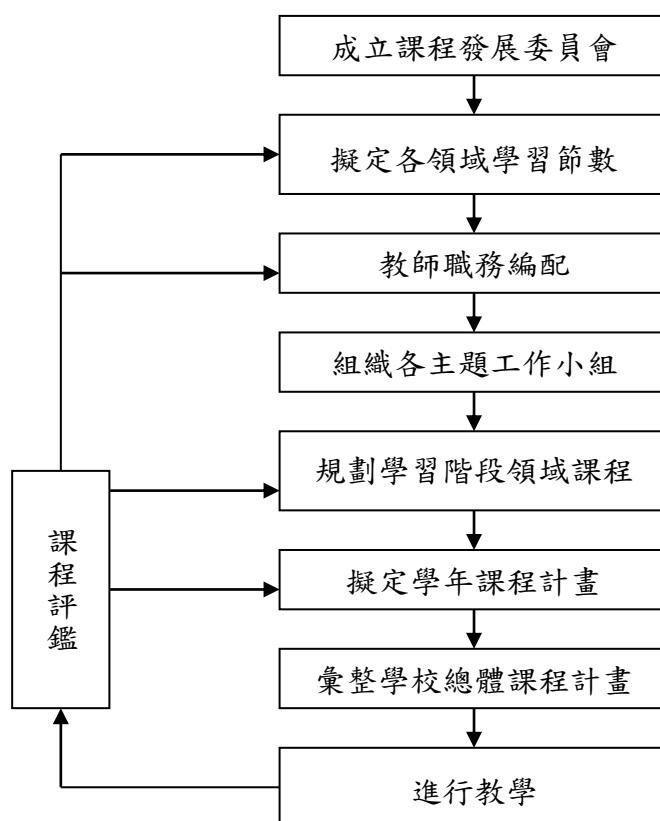 成立課程發展委員會
擬定各領域學習節數
教師職務編配
組織各主題工作小組
規劃學習階段領域課程
擬定學年課程計畫
彙整學校總體課程計畫
進行教學
課程評鑑